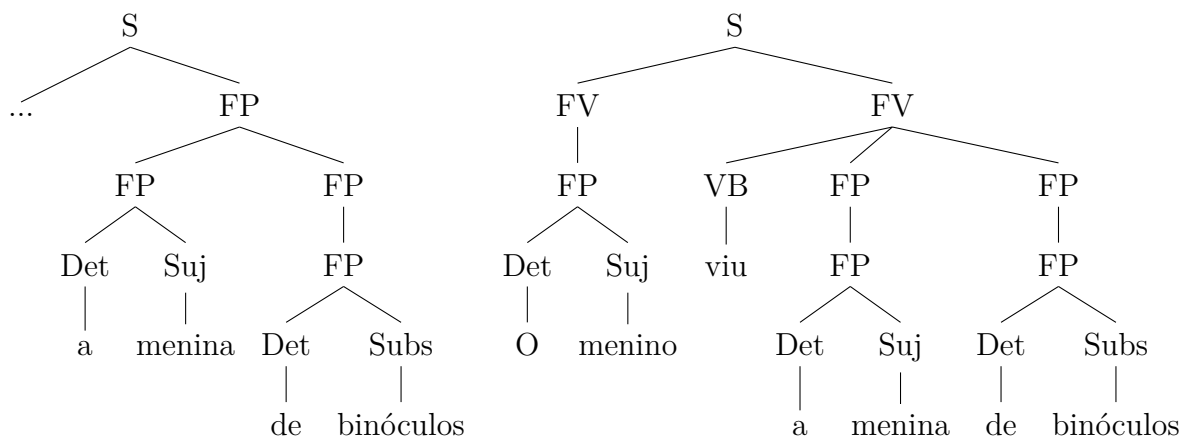 S S
... FP FV FV
FP FP FP VB FP FP
Det Suj FP Det Suj viu FP FP
a menina Det Subs O menino Det Suj Det Subs
de binóculos a menina de binóculos